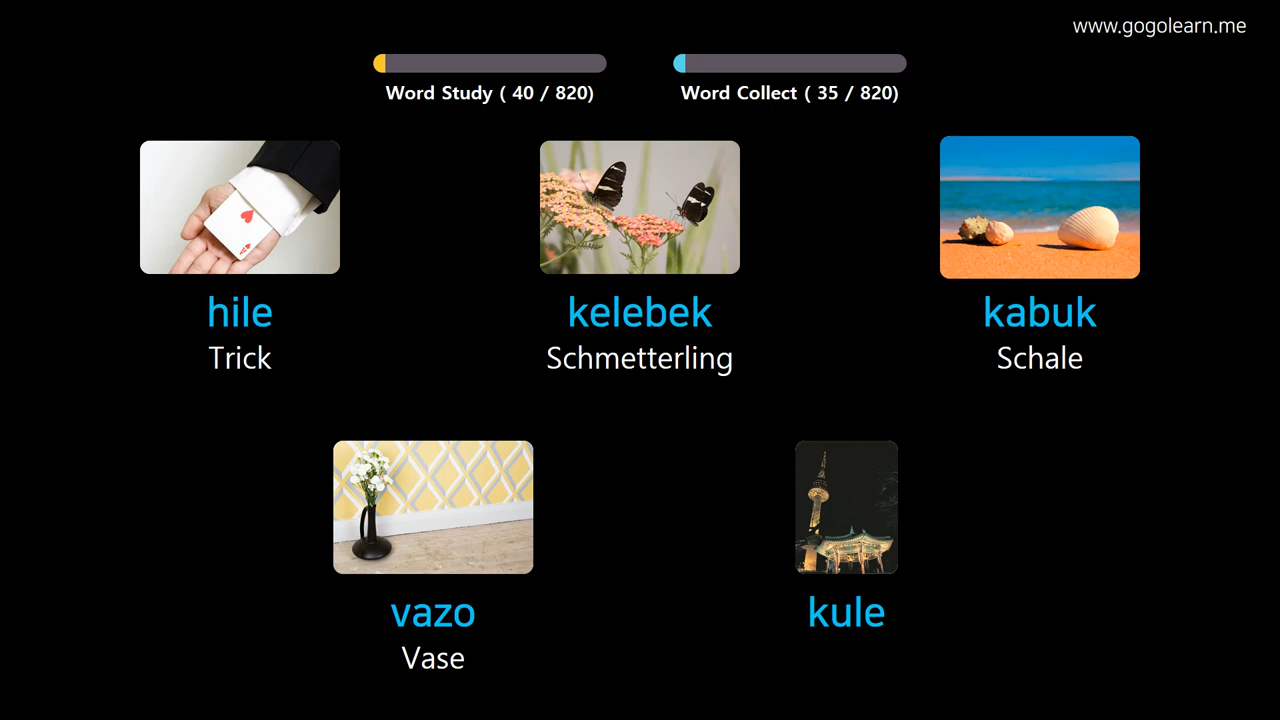 www.gogolearn.me
Word Study ( 40 / 820)
Word Collect ( 35 / 820)
hile
Trick
kelebek
Schmetterling
kabuk
Schale
vazo
Vase
kule